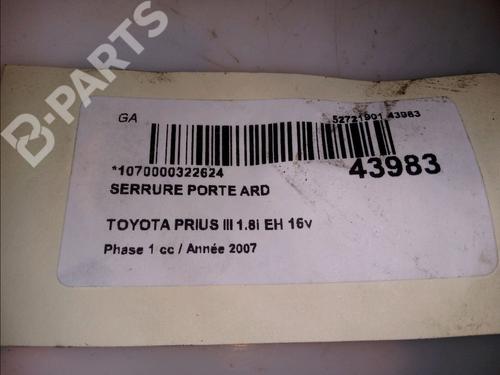 B-PARTS
GA
52721901 43983
*1070000322624
43983
SERRURE PORTE ARD
TOYOTA PRIUS III 1.8i EH 16v
Phase 1 cc / Année 2007